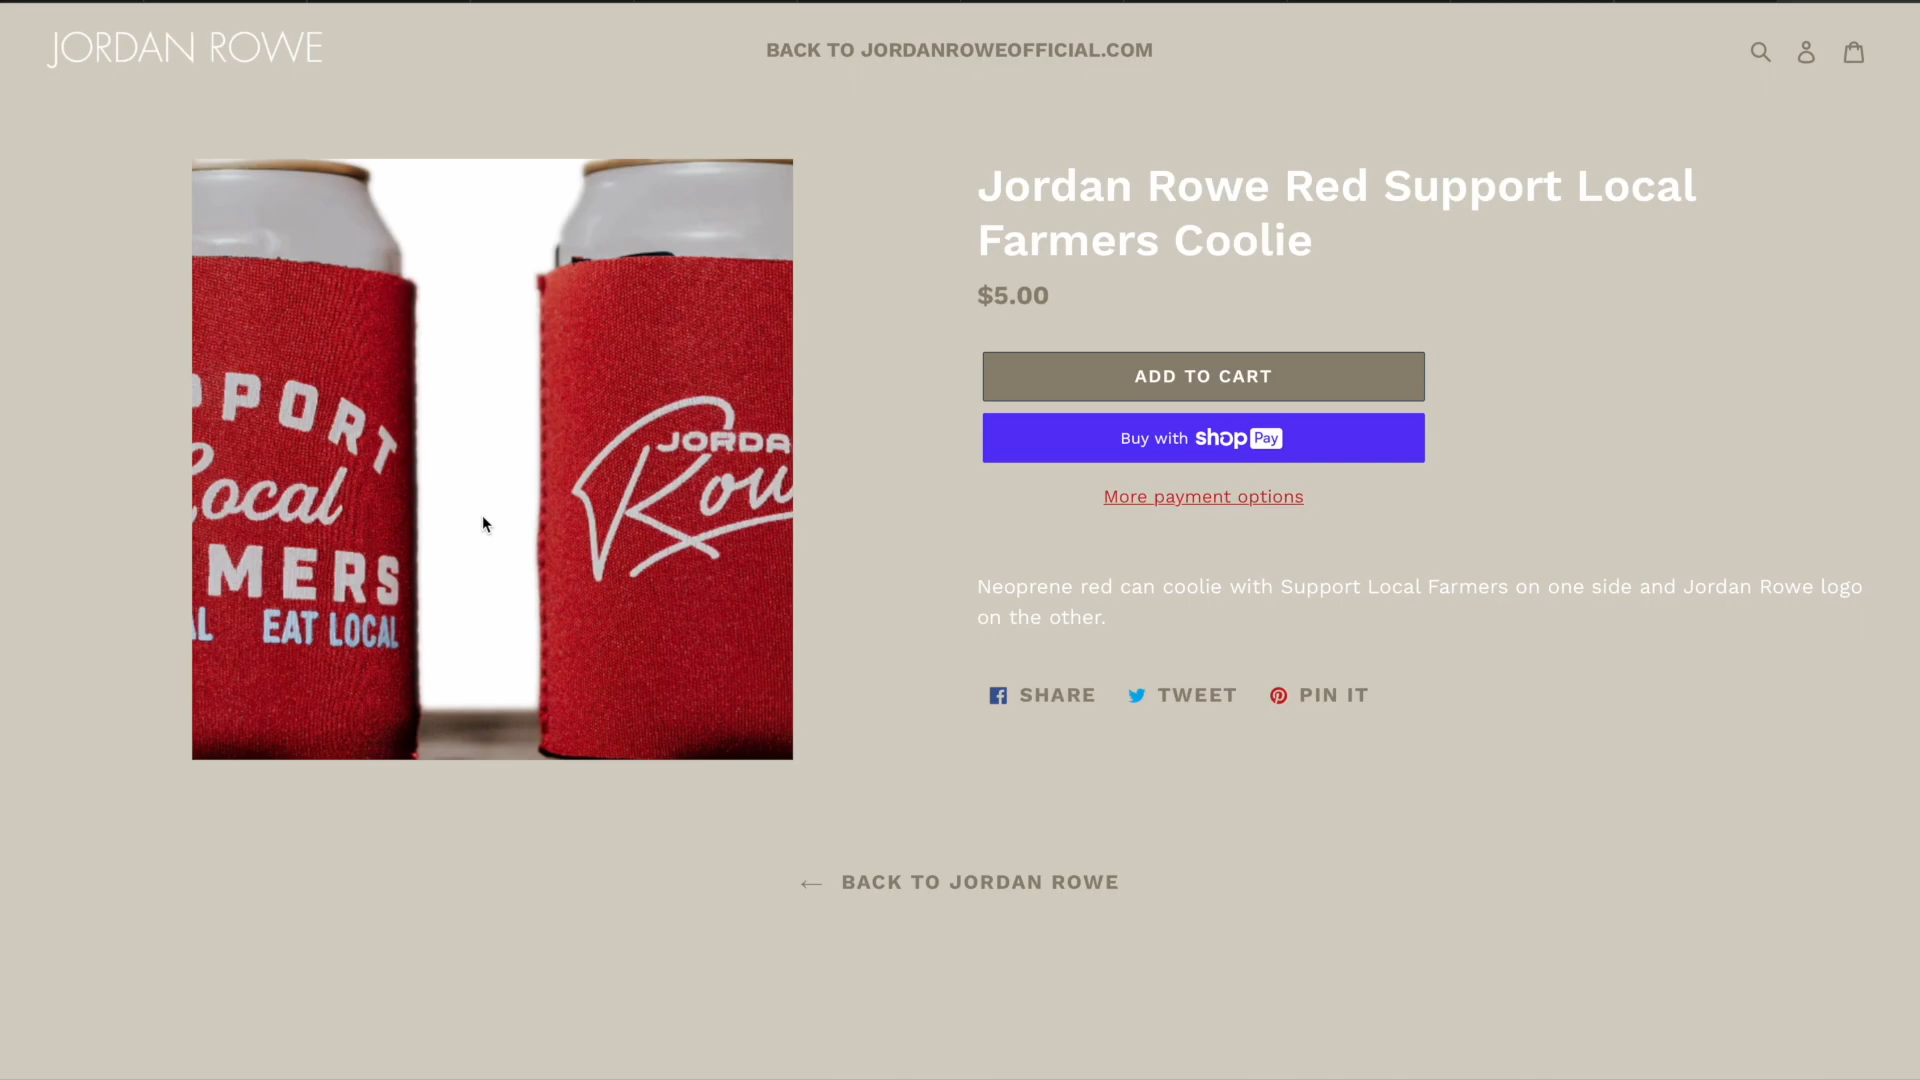 JORDAN ROWE
BACK TO JORDANROWEOFFICIAL.COM
PORT
Local
MERS
EAT LOCAL
JORDA
Row
Jordan Rowe Red Support Local
Farmers Coolie
$5.00
ADD TO CART
Buy with shop Pay
More payment options
Neoprene red can coolie with Support Local Farmers on one side and Jordan Rowe logo
on the other.
SHARE TWEET PIN IT
← BACK TO JORDAN ROWE